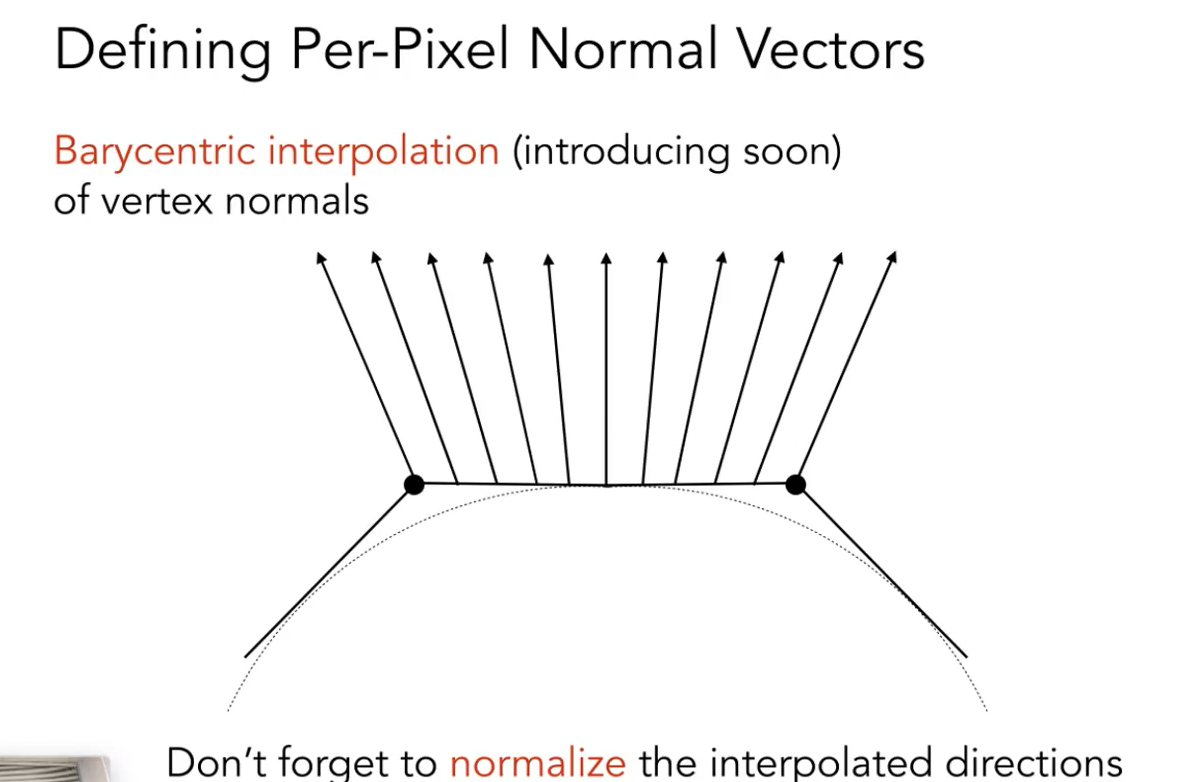 Defining Per-Pixel Normal Vectors
Barycentric interpolation (introducing soon)
of vertex normals
Don't forget to normalize the interpolated directions